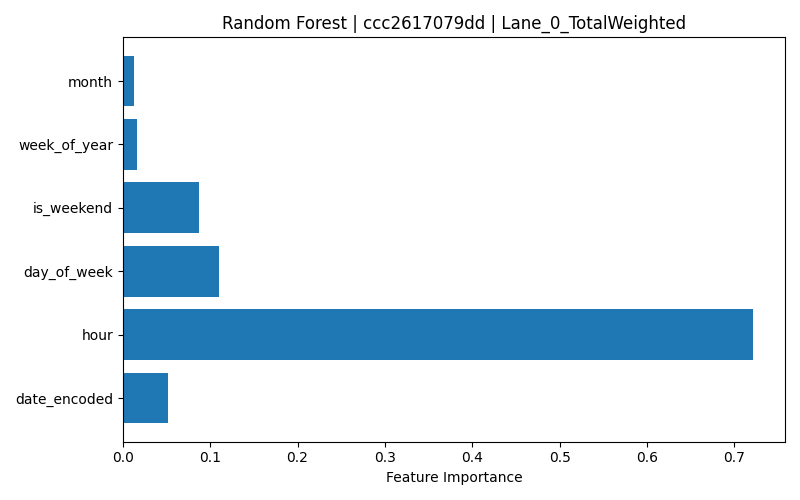 Random Forest | ccc2617079dd | Lane_0_TotalWeighted
month
week_of_year
is_weekend
day_of_week
hour
date_encoded
0.0 0.1 0.2 0.3 0.4 0.5 0.6 0.7
Feature Importance